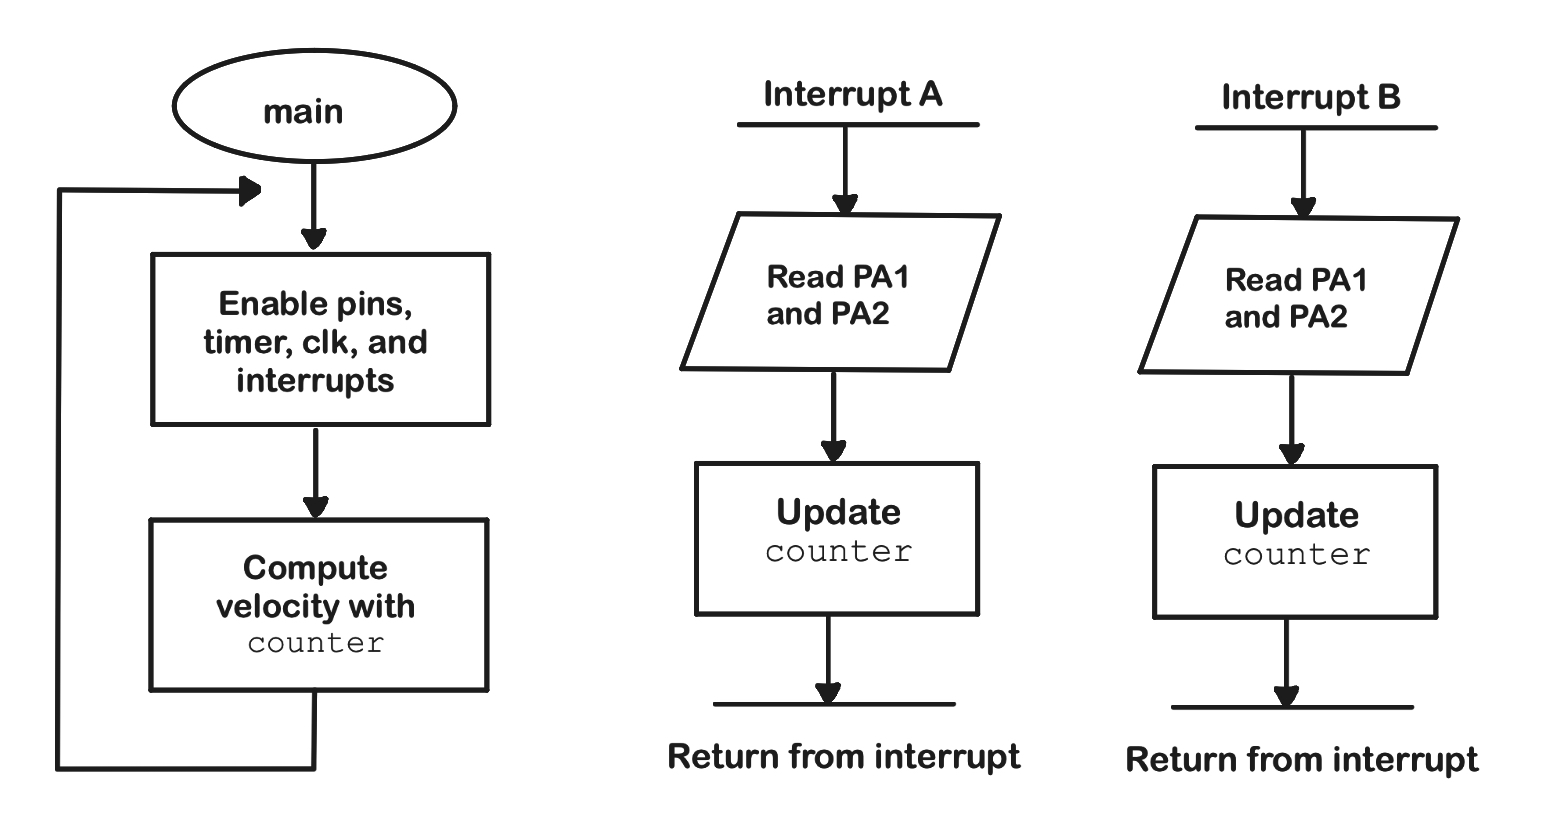 main
Enable pins,
timer, clk, and
interrupts
Compute
velocity with
counter
Interrupt A
Read PA1
and PA2
Update
counter
Return from interrupt
Interrupt B
Read PA1
and PA2
Update
counter
Return from interrupt